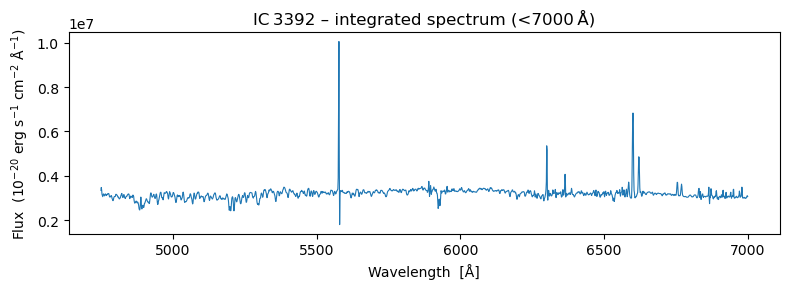 IC 3392 – integrated spectrum (<7000 Å)
1e7
1.0
0.8
0.6
0.4
0.2
Flux (10⁻²⁰ erg s⁻¹ cm⁻² Å⁻¹)
5000 5500 6000 6500 7000
Wavelength [Å]